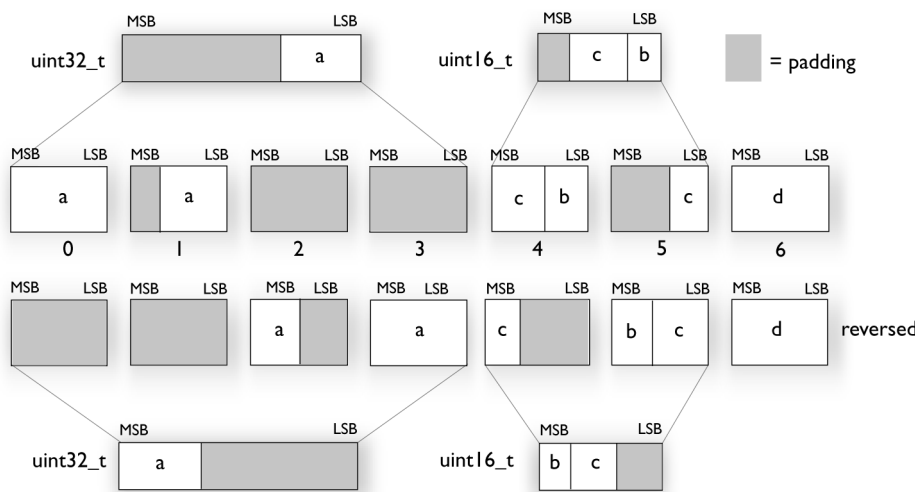 MSB LSB MSB LSB
uint32_t a uint16_t c b = padding
MSB LSB MSB LSB MSB LSB MSB LSB MSB LSB MSB LSB MSB LSB
a a c b c d
0 1 2 3 4 5 6
MSB LSB MSB LSB MSB LSB MSB LSB MSB LSB MSB LSB MSB LSB
a a c b c d reversed
MSB LSB MSB LSB
uint32_t a uint16_t b c